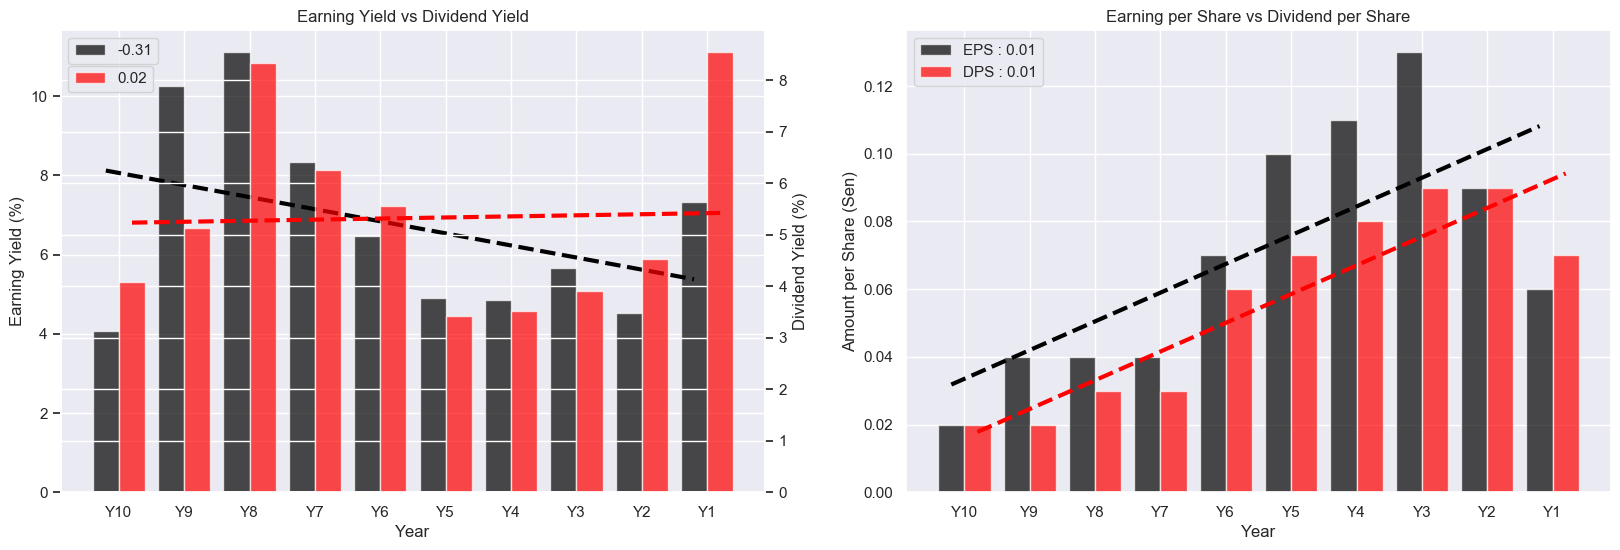 Earning Yield vs Dividend Yield
-0.31
0.02
Earning Yield (%)
10
8
6
4
2
0
Y10 Y9 Y8 Y7 Y6 Y5 Y4 Y3 Y2 Y1
Year
8
7
6
5
4
3
2
1
0
Dividend Yield (%)
Earning per Share vs Dividend per Share
EPS : 0.01
DPS : 0.01
Amount per Share (Sen)
0.12
0.10
0.08
0.06
0.04
0.02
0.00
Y10 Y9 Y8 Y7 Y6 Y5 Y4 Y3 Y2 Y1
Year